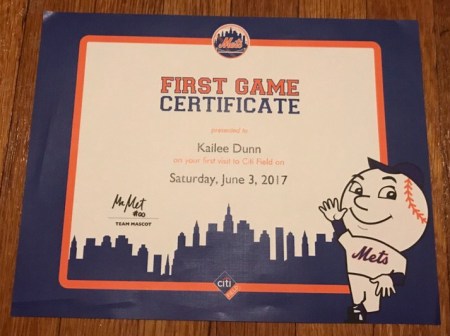 Mets
FIRST GAME
CERTIFICATE
presented to
Kailee Dunn
on your first visit to Citi Field on
Saturday, June 3, 2017
Mr. Met
#00
TEAM MASCOT
Mets
citi